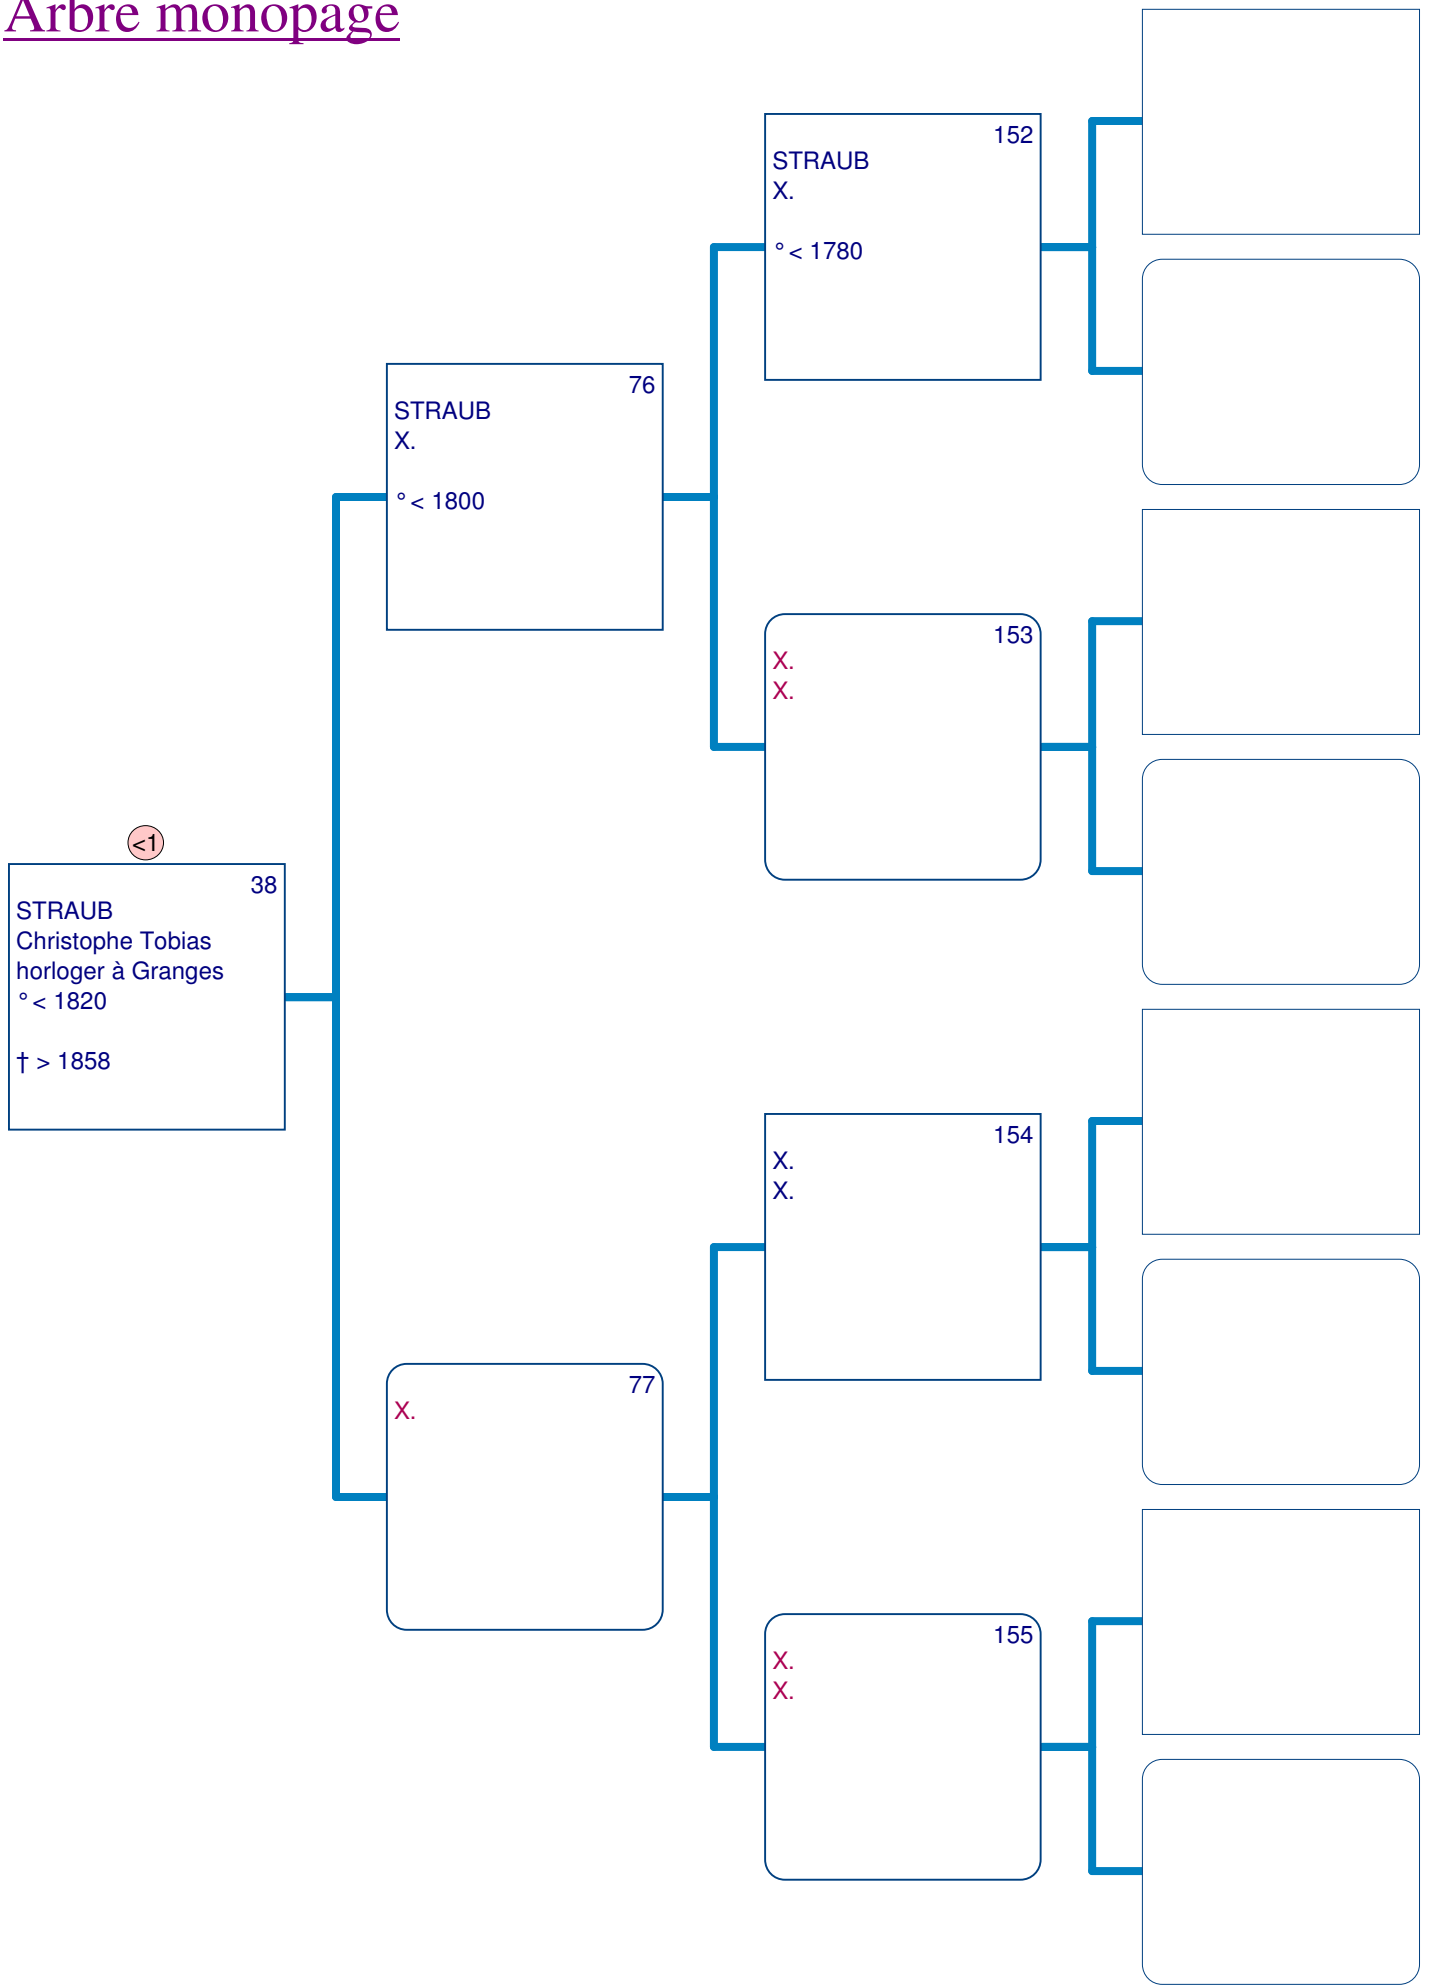 Arbre monopage
152
STRAUB
X.
° < 1780
76
STRAUB
X.
° < 1800
153
X.
X.
<1
38
STRAUB
Christophe Tobias
horloger à Granges
° < 1820
† > 1858
154
X.
X.
77
X.
155
X.
X.